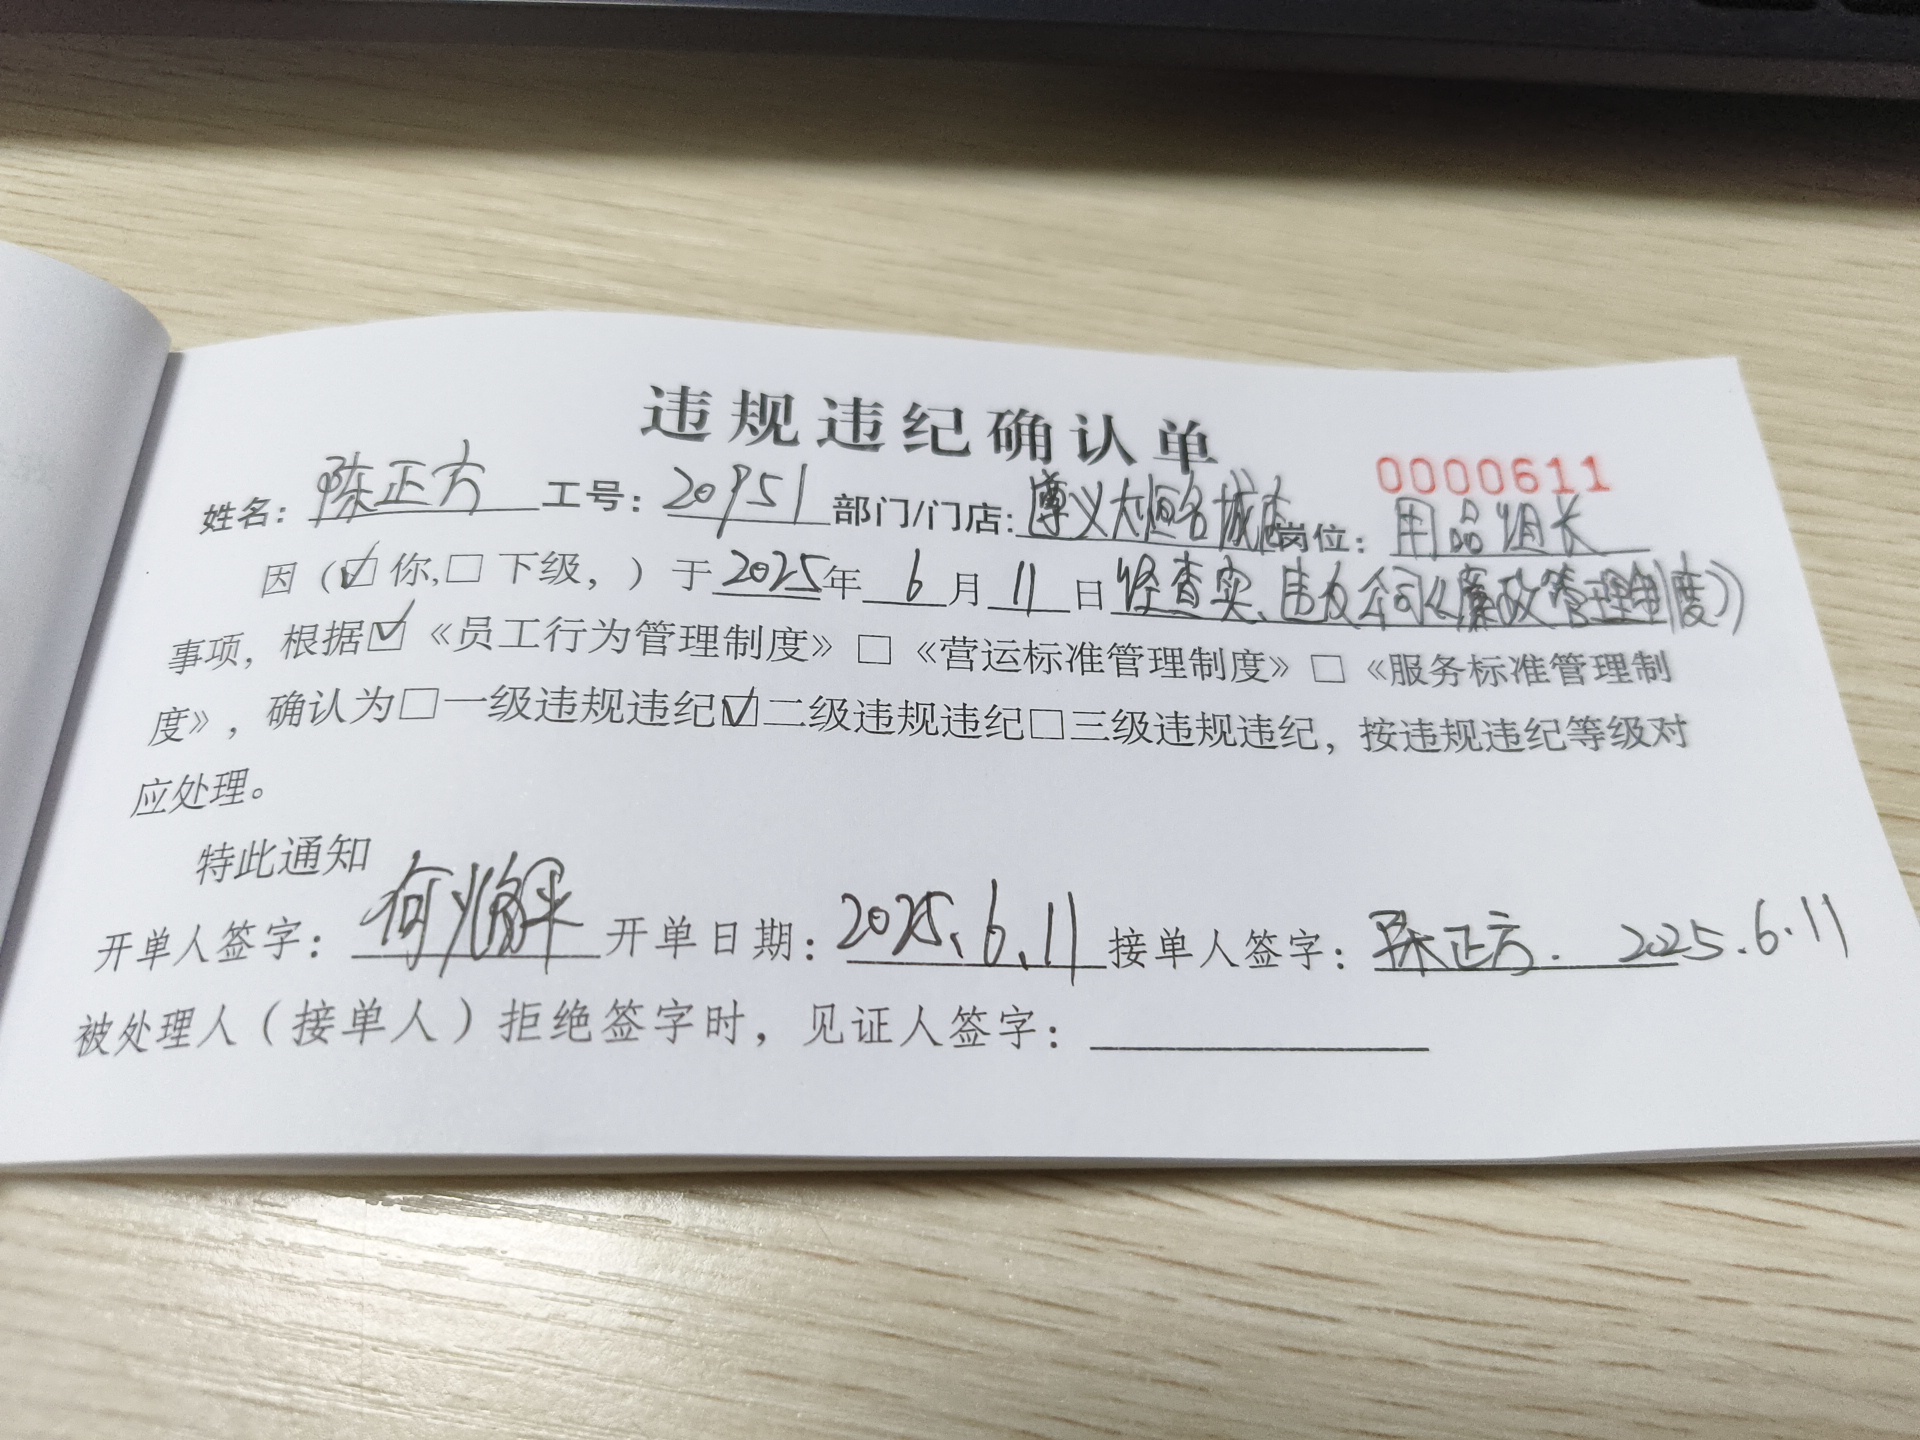 违规违纪确认单
0000611
姓名：陈正方 工号：20951 部门/门店：遵义大恒名城店 岗位：用品组长
因（☑你,□下级，）于2025年6月11日经查实、违反公司《廉政管理制度》
事项，根据☑《员工行为管理制度》□《营运标准管理制度》□《服务标准管理制
度》，确认为□一级违规违纪☑二级违规违纪□三级违规违纪，按违规违纪等级对
应处理。
特此通知
开单人签字：何 开单日期：2025、6、11 接单人签字：陈正方. 2025.6.11
被处理人（接单人）拒绝签字时，见证人签字：